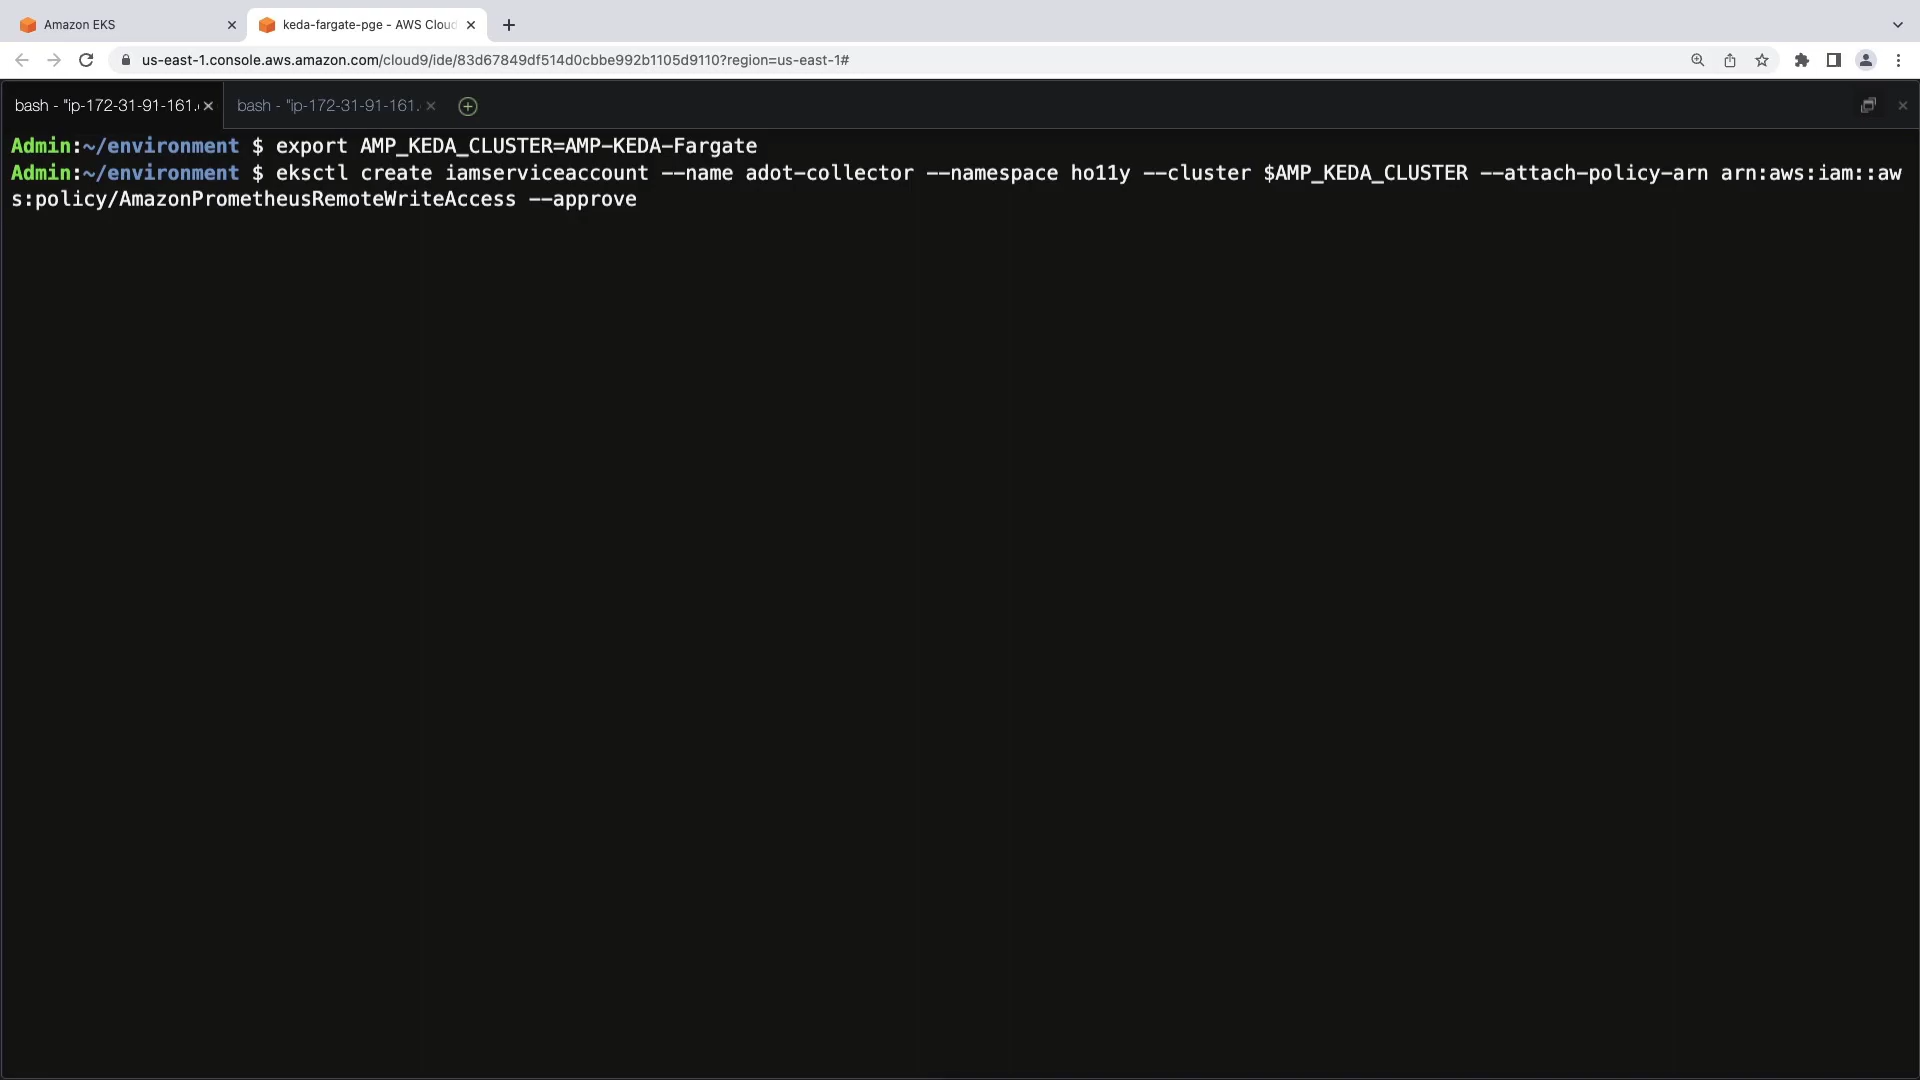 Amazon EKS
keda-fargate-pge - AWS Cloud
us-east-1.console.aws.amazon.com/cloud9/ide/83d67849df514d0cbbe992b1105d9110?region=us-east-1#
bash - "ip-172-31-91-161.
bash - "ip-172-31-91-161.
Admin:~/environment $ export AMP_KEDA_CLUSTER=AMP-KEDA-Fargate
Admin:~/environment $ eksctl create iamserviceaccount --name adot-collector --namespace ho11y --cluster $AMP_KEDA_CLUSTER --attach-policy-arn arn:aws:iam::aw
s:policy/AmazonPrometheusRemoteWriteAccess --approve